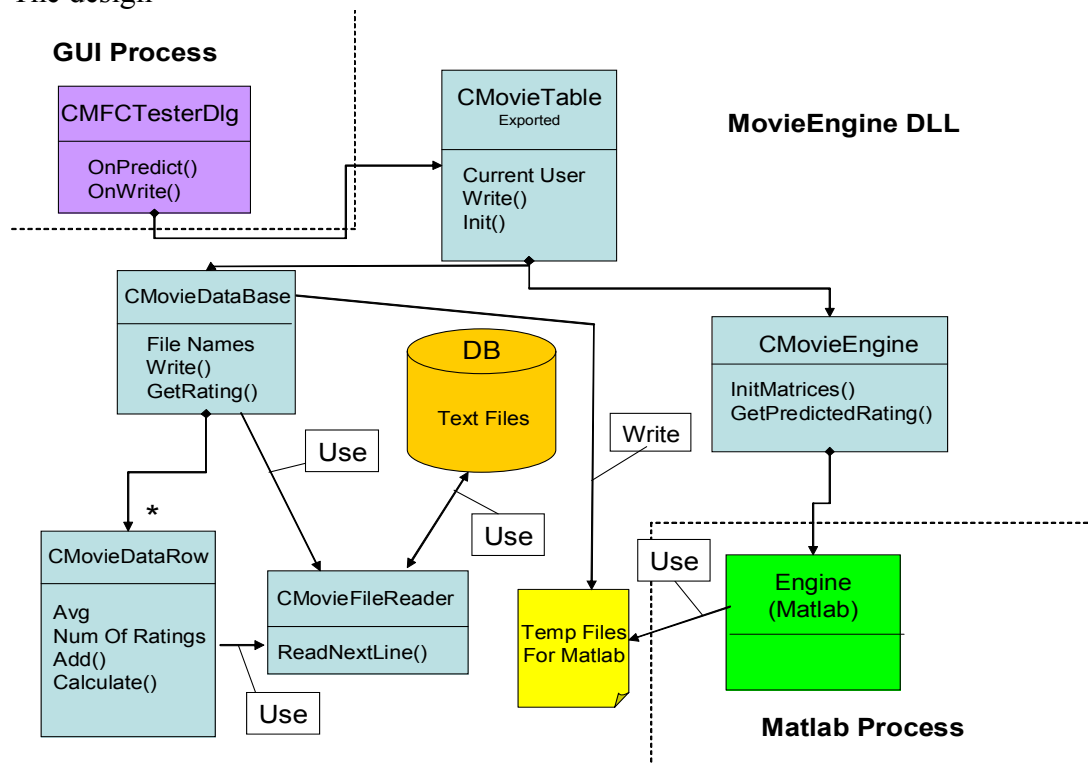 The design
GUI Process
CMFCTesterDlg
OnPredict()
OnWrite()
CMovieTable
Exported
Current User
Write()
Init()
MovieEngine DLL
CMovieDataBase
File Names
Write()
GetRating()
DB
Text Files
CMovieEngine
InitMatrices()
GetPredictedRating()
Use
Write
Use
*
CMovieDataRow
Avg
Num Of Ratings
Add()
Calculate()
Use
CMovieFileReader
ReadNextLine()
Temp Files
For Matlab
Use
Engine
(Matlab)
Matlab Process